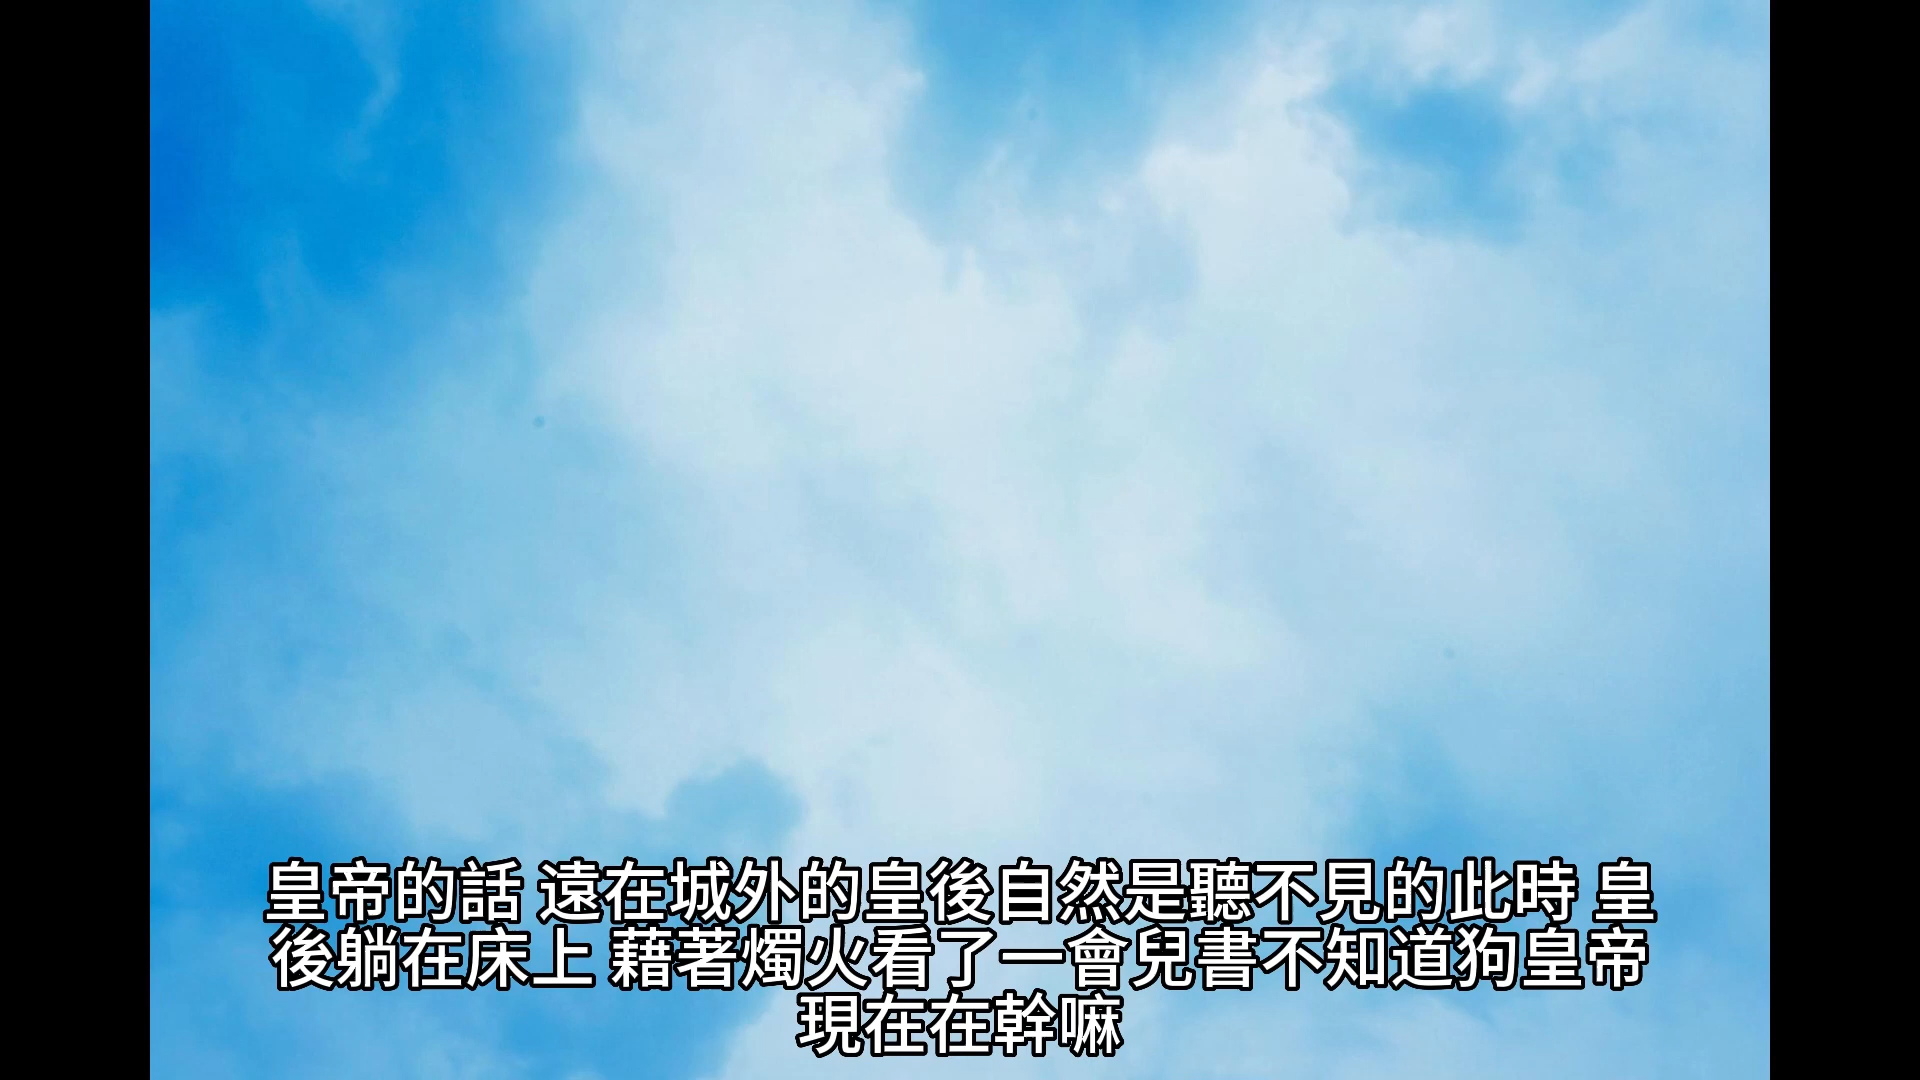 皇帝的話 遠在城外的皇後自然是聽不見的此時 皇
後躺在床上 藉著燭火看了一會兒書不知道狗皇帝
現在在幹嘛